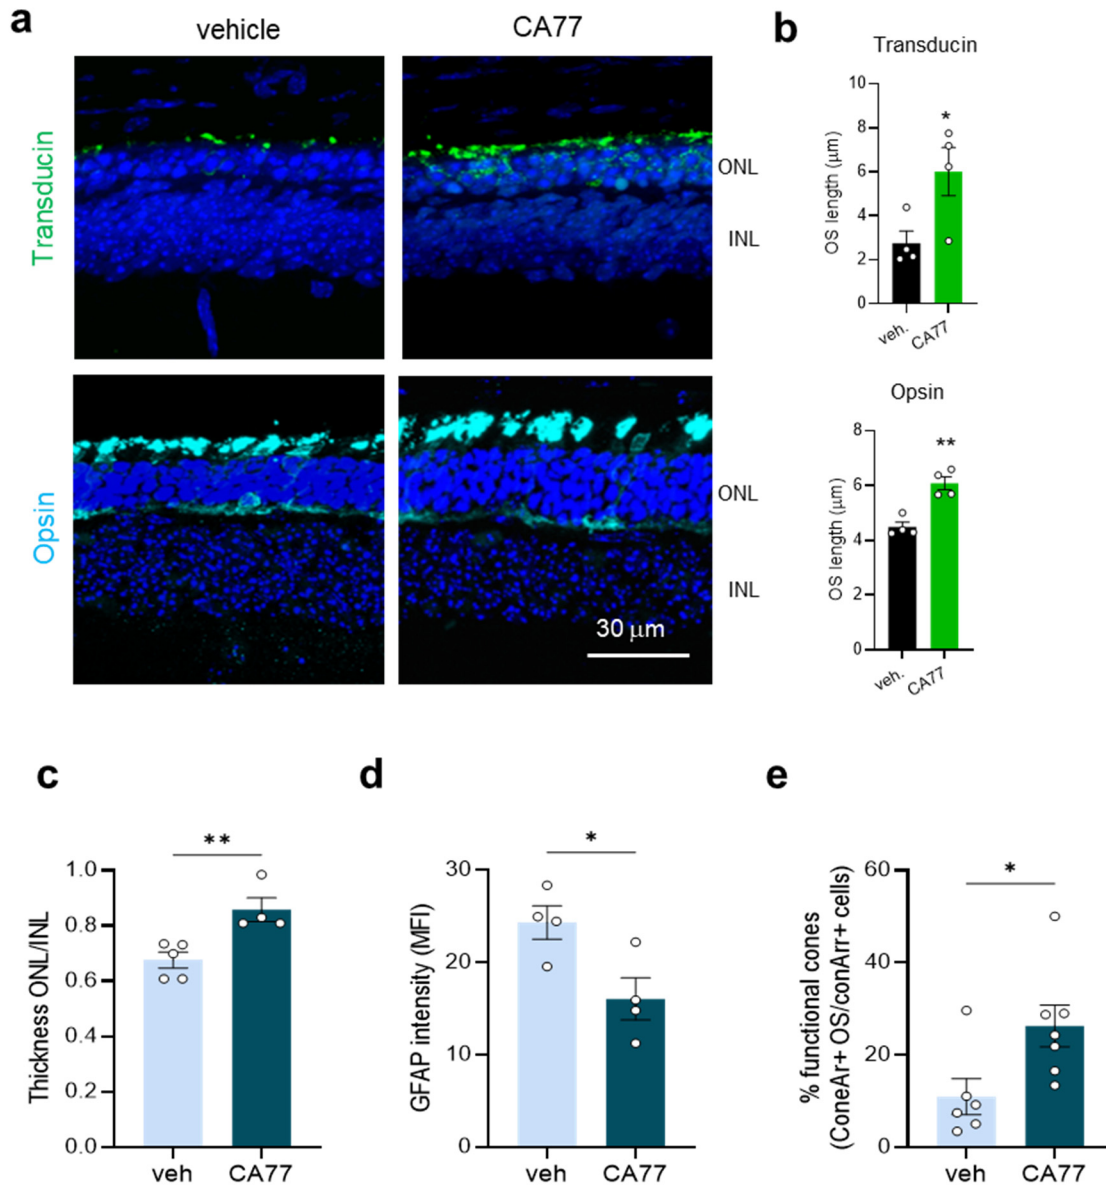 a
vehicle
CA77
Transducin
ONL
INL
Opsin
ONL
INL
30 μm
b
Transducin
OS length (μm)
10
8
6
4
2
0
*
veh.
CA77
Opsin
OS length (μm)
8
6
4
2
0
**
veh.
CA77
c
Thickness ONL/INL
1.0
0.8
0.6
0.4
0.2
0.0
**
veh
CA77
d
GFAP intensity (MFI)
30
20
10
0
*
veh
CA77
e
% functional cones
(ConeAr+ OS/conArr+ cells)
60
40
20
0
*
veh
CA77